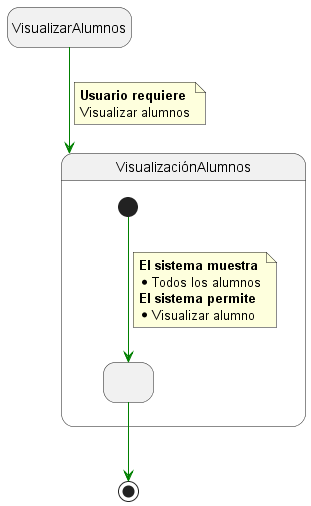 VisualizarAlumnos
Usuario requiere
Visualizar alumnos
VisualizaciónAlumnos
El sistema muestra
• Todos los alumnos
El sistema permite
• Visualizar alumno